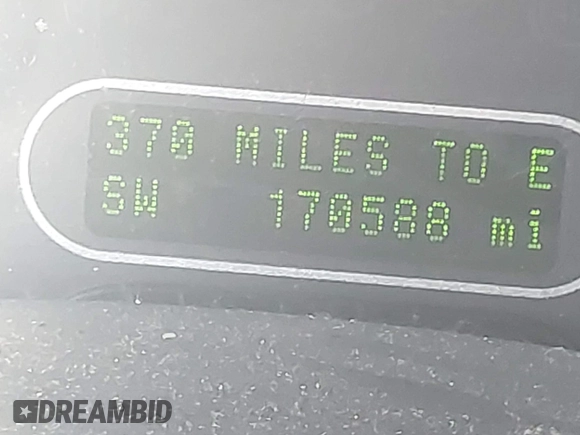 370 MILES TO E
SW 170588 mi
DREAMBID